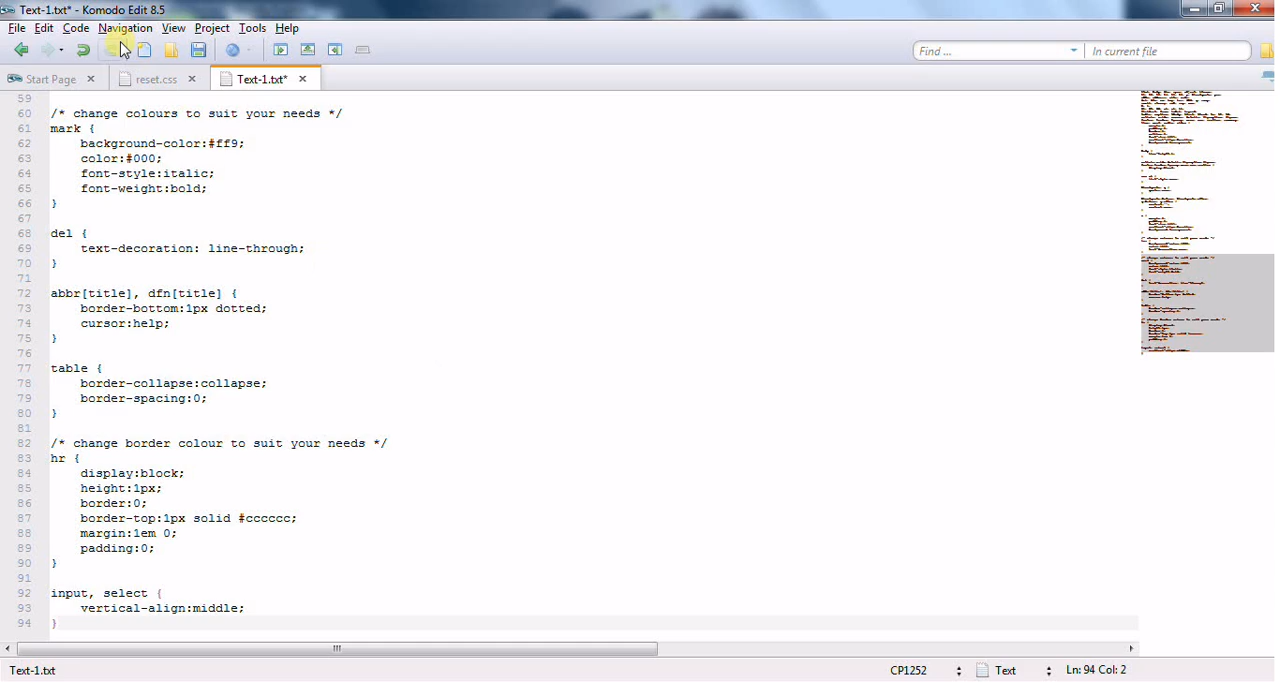 Text-1.txt* - Komodo Edit 8.5
File Edit Code Navigation View Project Tools Help
Find ... In current file
Start Page reset.css Text-1.txt*
59
60 /* change colours to suit your needs */
61 mark {
62 background-color:#ff9;
63 color:#000;
64 font-style:italic;
65 font-weight:bold;
66 }
67
68 del {
69 text-decoration: line-through;
70 }
71
72 abbr[title], dfn[title] {
73 border-bottom:1px dotted;
74 cursor:help;
75 }
76
77 table {
78 border-collapse:collapse;
79 border-spacing:0;
80 }
81
82 /* change border colour to suit your needs */
83 hr {
84 display:block;
85 height:1px;
86 border:0;
87 border-top:1px solid #cccccc;
88 margin:1em 0;
89 padding:0;
90 }
91
92 input, select {
93 vertical-align:middle;
94 }
Text-1.txt CP1252 Text Ln: 94 Col: 2